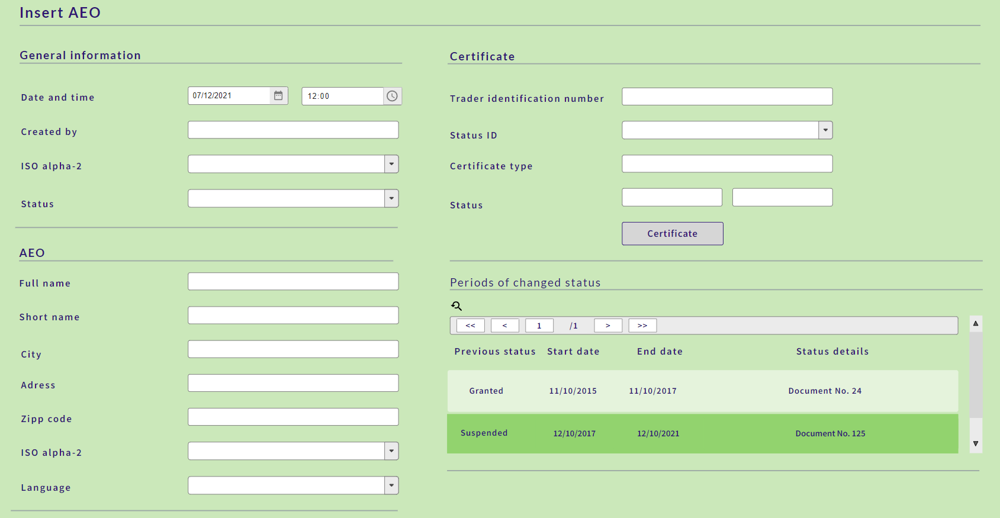 Insert AEO
General information
Date and time
07/12/2021
12:00
Created by
ISO alpha-2
Status
AEO
Full name
Short name
City
Adress
Zipp code
ISO alpha-2
Language
Certificate
Trader identification number
Status ID
Certificate type
Status
Certificate
Periods of changed status
<< < 1 /1 > >>
Previous status Start date End date Status details
Granted 11/10/2015 11/10/2017 Document No. 24
Suspended 12/10/2017 12/10/2021 Document No. 125